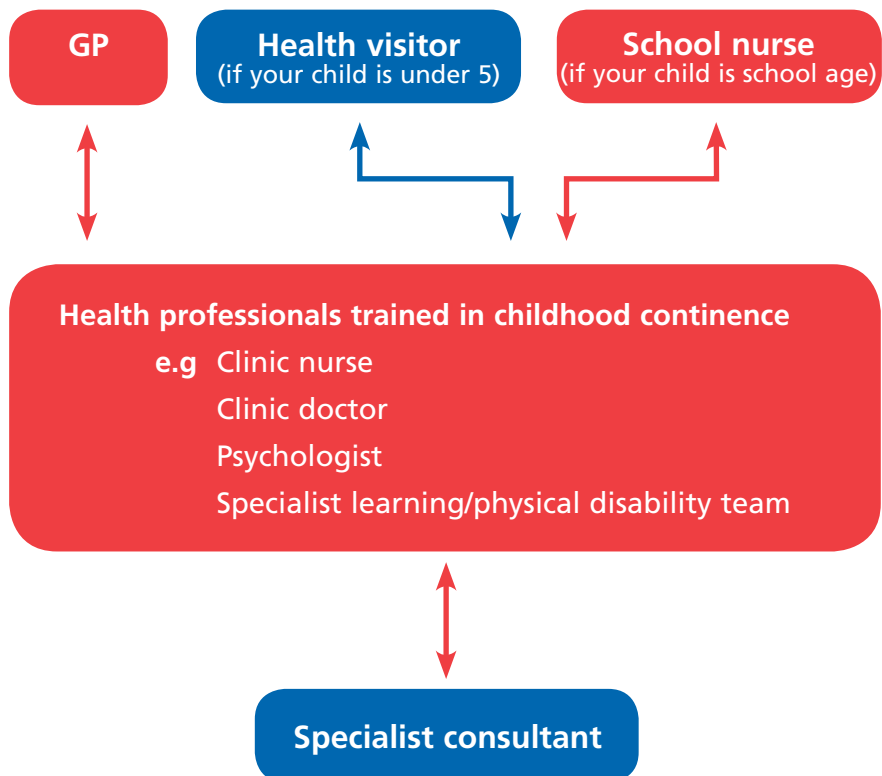 GP
Health visitor
(if your child is under 5)
School nurse
(if your child is school age)
Health professionals trained in childhood continence
e.g Clinic nurse
Clinic doctor
Psychologist
Specialist learning/physical disability team
Specialist consultant